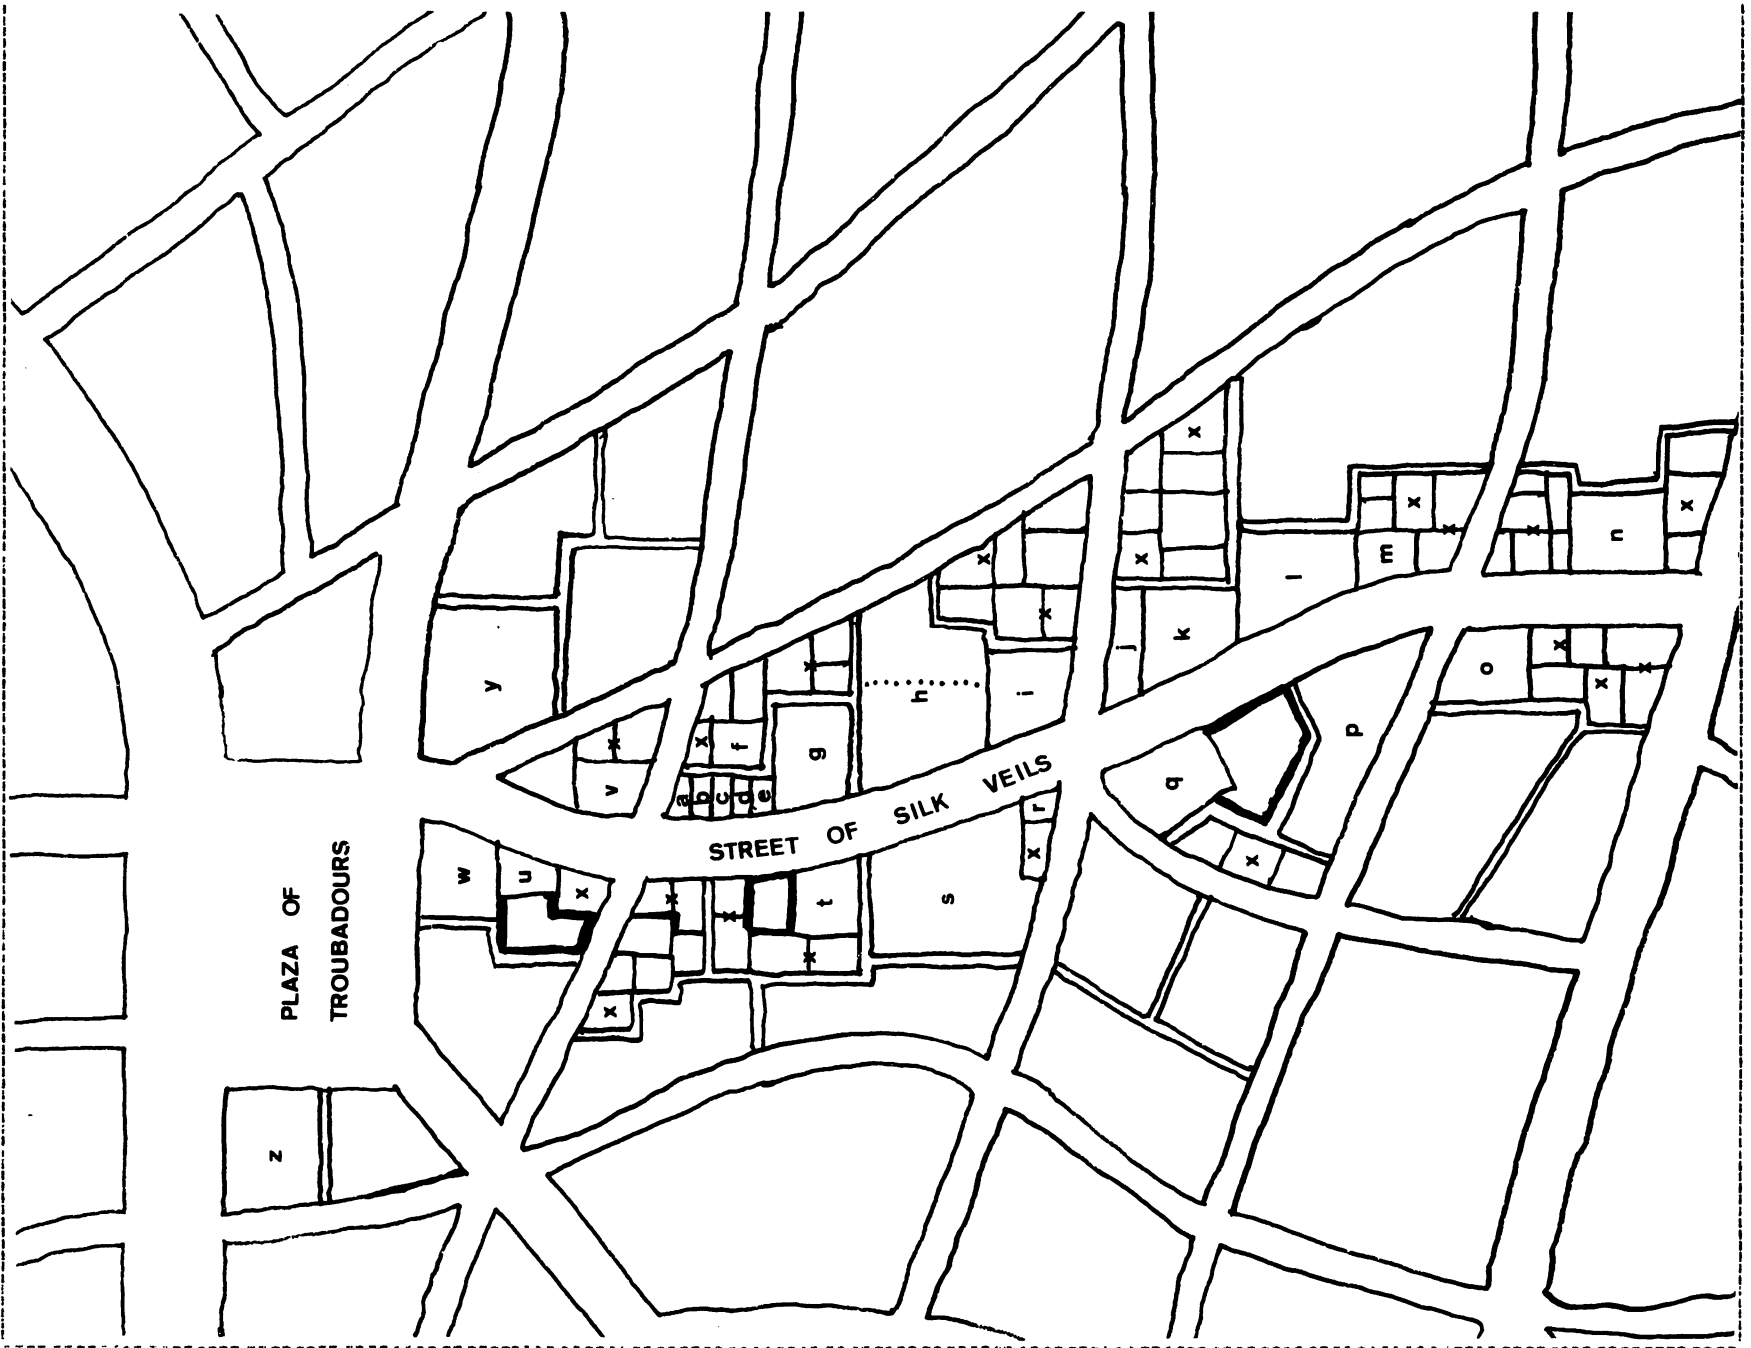 PLAZA OF
TROUBADOURS
STREET OF SILK VEILS
x
x
x
x
n
m
l
x
x
x
x
k
j
o
x
x
x
y
x
h
i
x
x
f
g
p
v
a
b
c
d
e
q
r
x
x
w
u
x
x
x
t
s
x
x
z